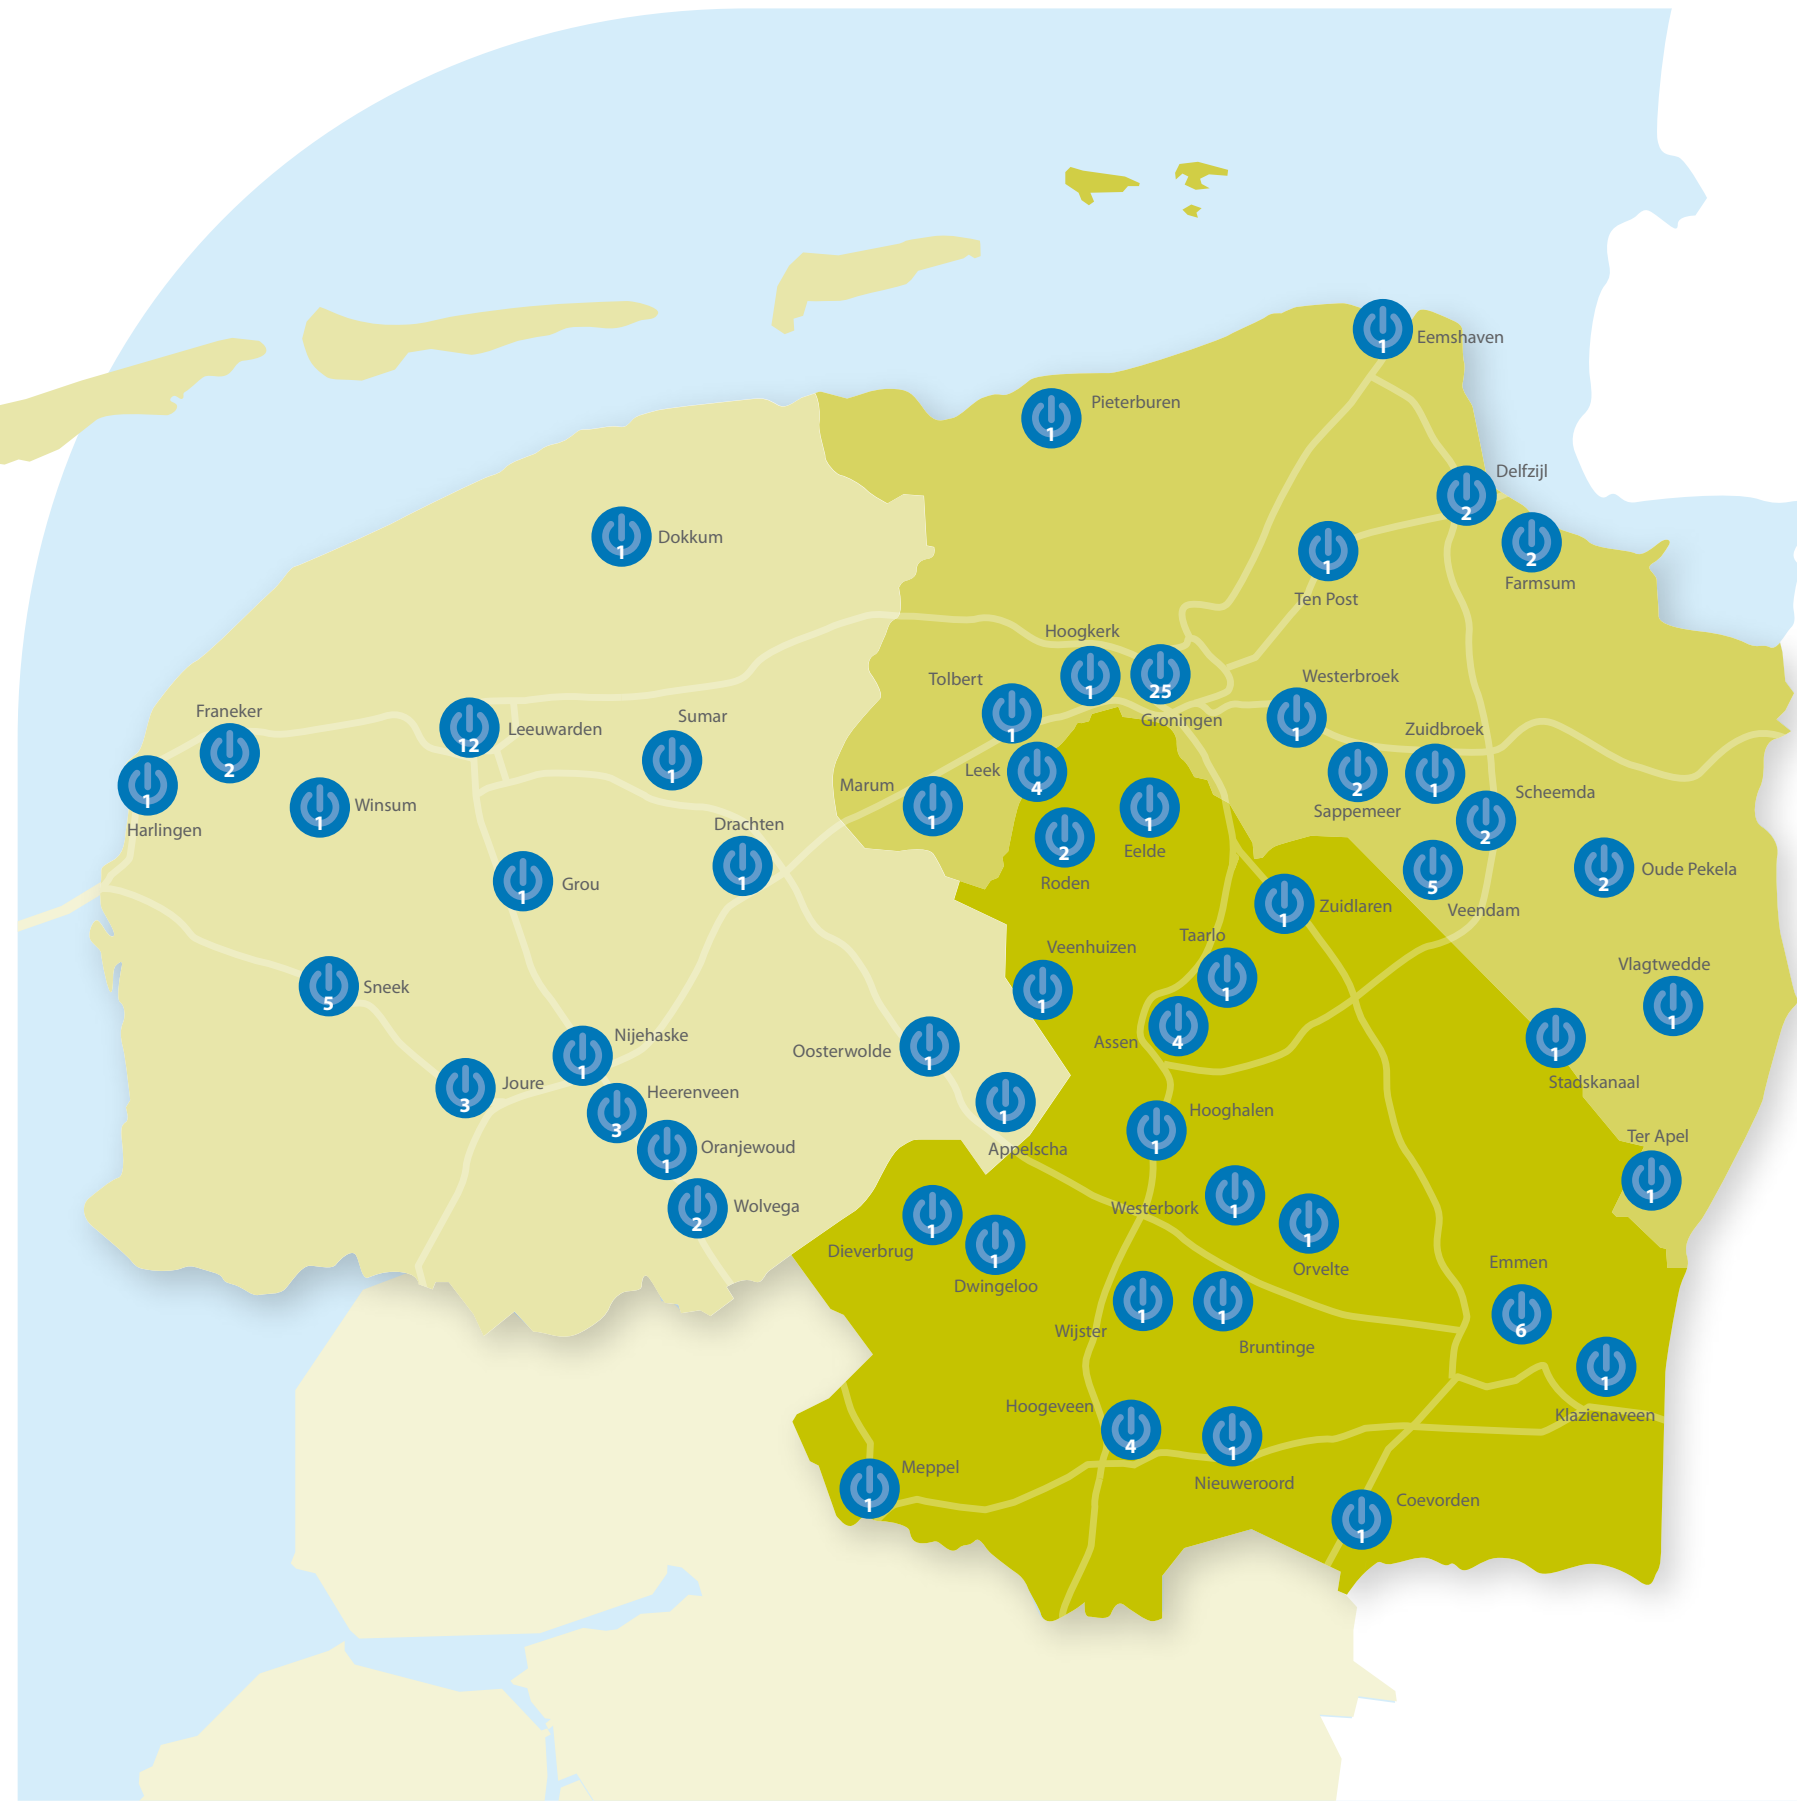 1
Eemshaven
1
Pieterburen
2
Delfzijl
1
Dokkum
1
Ten Post
2
Farmsum
Hoogkerk
1
25
Groningen
Tolbert
1
Westerbroek
1
Franeker
2
12
Leeuwarden
Sumar
1
Zuidbroek
1
Leek
4
2
Sappemeer
1
Harlingen
1
Winsum
Marum
1
1
Eelde
Scheemda
2
Drachten
1
2
Roden
5
Veendam
2
Oude Pekela
1
Grou
1
Zuidlaren
Veenhuizen
1
Taarlo
1
Vlagtwedde
1
5
Sneek
Assen
4
1
Stadskanaal
Nijehaske
1
Oosterwolde
1
3
Joure
Heerenveen
3
1
Appelscha
1
Hooghalen
Oranjewoud
1
Ter Apel
1
2
Wolvega
Westerbork
1
1
Orvelte
1
Dieverbrug
1
Dwingeloo
Emmen
6
1
Wijster
1
Bruntinge
1
Klazienaveen
Hoogeveen
4
1
Nieuweroord
1
Meppel
1
Coevorden